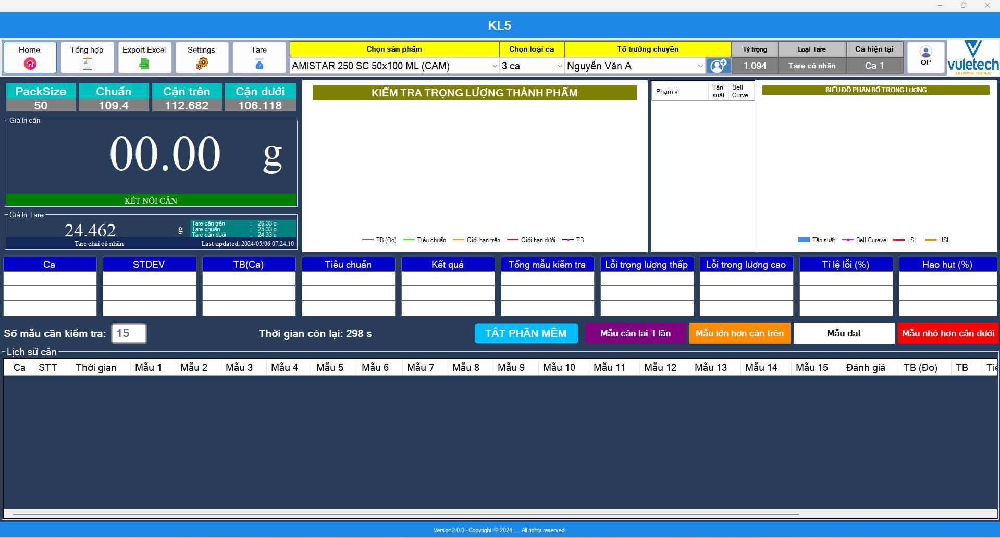 KL5
Home
Tổng hợp
Export Excel
Settings
Tare
Chọn sản phẩm
AMISTAR 250 SC 50x100 ML (CAM)
Chọn loại ca
3 ca
Tổ trưởng chuyền
Nguyễn Văn A
Tỷ trọng
1.094
Loại Tare
Tare có nhãn
Ca hiện tại
Ca 1
OP
vuletech
OUR SOLUTION - YOUR VALUE
PackSize
50
Chuẩn
109.4
Cận trên
112.682
Cận dưới
106.118
Giá trị cân
00.00 g
KẾT NỐI CÂN
Giá trị Tare
24.462 g
Tare cận trên : 26.33 g
Tare chuẩn : 25.33 g
Tare cận dưới : 24.33 g
Tare chai có nhãn
Last updated: 2024/05/06 07:24:10
KIỂM TRA TRỌNG LƯỢNG THÀNH PHẨM
TB (Đo) Tiêu chuẩn Giới hạn trên Giới hạn dưới TB
Phạm vi Tần suất Bell Curve
BIỂU ĐỒ PHÂN BỐ TRỌNG LƯỢNG
Tần suất Bell Cureve LSL USL
Ca STDEV TB(Ca) Tiêu chuẩn Kết quả Tổng mẫu kiểm tra Lỗi trọng lượng thấp Lỗi trọng lượng cao Tỉ lệ lỗi (%) Hao hụt (%)
Số mẫu cần kiểm tra: 15
Thời gian còn lại: 298 s
TẮT PHẦN MỀM
Mẫu cân lại 1 lần
Mẫu lớn hơn cận trên
Mẫu đạt
Mẫu nhỏ hơn cận dưới
Lịch sử cân
Ca STT Thời gian Mẫu 1 Mẫu 2 Mẫu 3 Mẫu 4 Mẫu 5 Mẫu 6 Mẫu 7 Mẫu 8 Mẫu 9 Mẫu 10 Mẫu 11 Mẫu 12 Mẫu 13 Mẫu 14 Mẫu 15 Đánh giá TB (Đo) TB
Version2.0.0 - Copyright © 2024 .... All rights reserved.